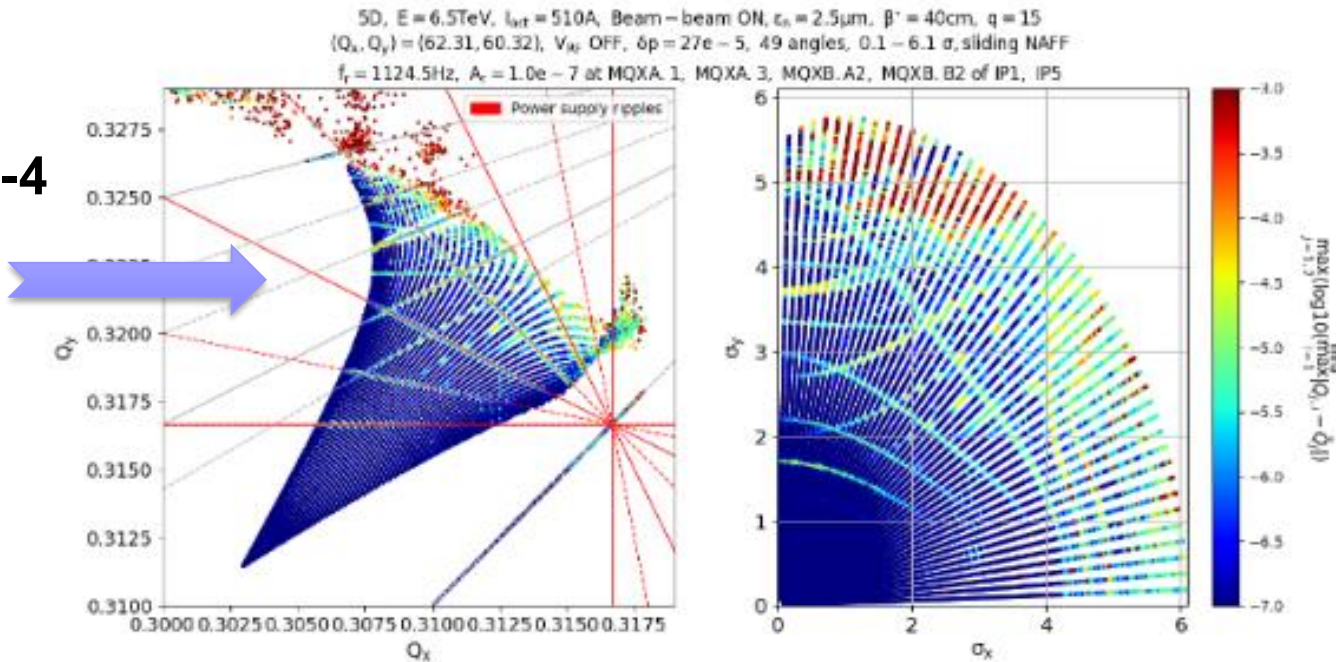 5D, E = 6.5TeV, I_oct = 510A, Beam−beam ON, ε_n = 2.5μm, β* = 40cm, q = 15
(Q_x, Q_y) = (62.31, 60.32), V_RF OFF, δp = 27e−5, 49 angles, 0.1−6.1 σ, sliding NAFF
f_r = 1124.5Hz, A_r = 1.0e−7 at MQXA.1, MQXA.3, MQXB.A2, MQXB.B2 of IP1, IP5
-4
Power supply ripples
0.3275
0.3250
0.3200
0.3175
0.3150
0.3125
0.3100
Q_y
0.3000 0.3025 0.3050 0.3075 0.3100 0.3125 0.3150 0.3175
Q_x
6
5
4
3
2
1
0
σ_y
0 2 4 6
σ_x
−3.0
−3.5
−4.0
−4.5
−5.0
−5.5
−6.0
−6.5
−7.0